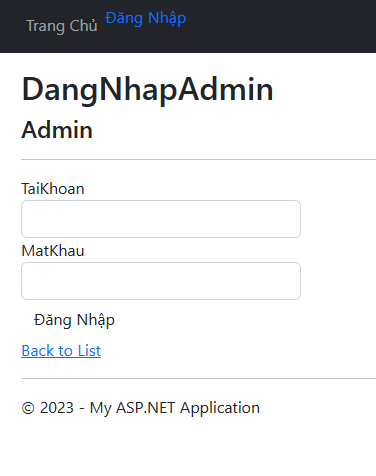 Trang Chủ Đăng Nhập
DangNhapAdmin
Admin
TaiKhoan
MatKhau
Đăng Nhập
Back to List
© 2023 - My ASP.NET Application